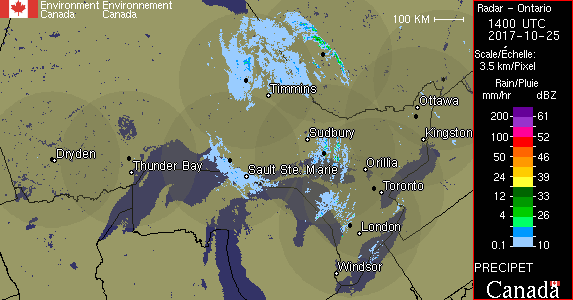 Environment Environnement
Canada Canada
100 KM
Timmins
Ottawa
Sudbury
Kingston
Dryden
Thunder Bay
Sault Ste. Marie
Orillia
Toronto
London
Windsor
Radar - Ontario
1400 UTC
2017-10-25
Scale/Échelle:
3.5 km/Pixel
Rain/Pluie
mm/hr dBZ
200 61
100 52
50 46
24 39
12 33
4 26
0.1 10
PRECIPET
Canada